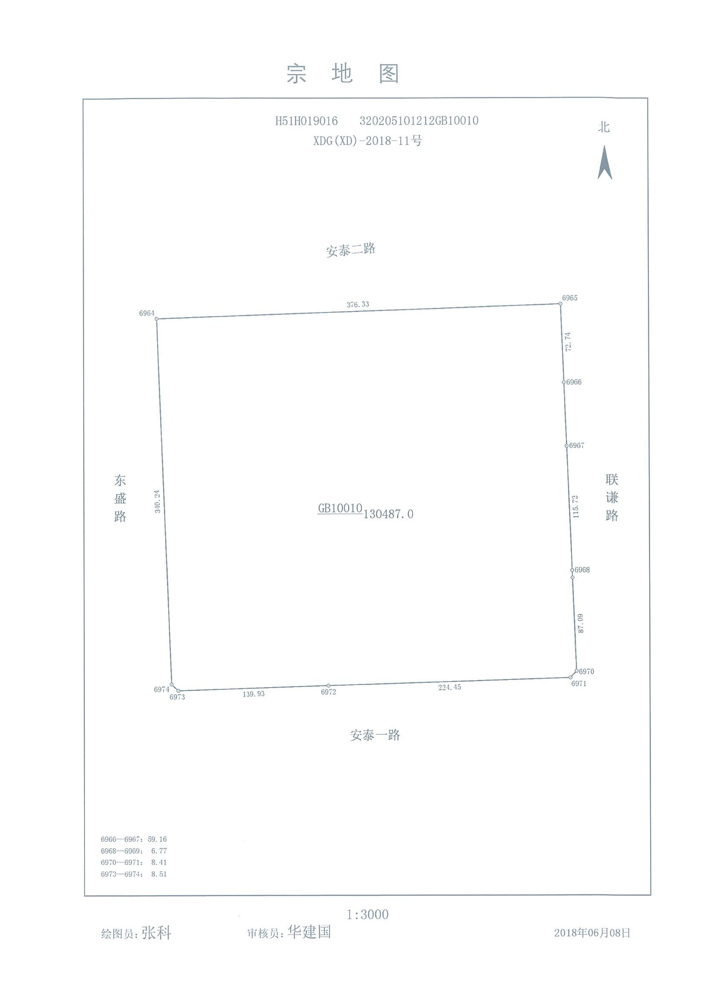 宗 地 图
H51H019016 320205101212GB10010
XDG(XD)-2018-11号
北
安泰二路
376.33
6965
6964
72.74
6966
6967
东盛路
联谦路
340.24
115.72
GB10010 130487.0
6968
87.09
6970
6971
6974
6973
139.93
6972
224.45
安泰一路
6966—6967: 59.16
6968—6969: 6.77
6970—6971: 8.41
6973—6974: 8.51
1:3000
绘图员:张科 审核员:华建国 2018年06月08日